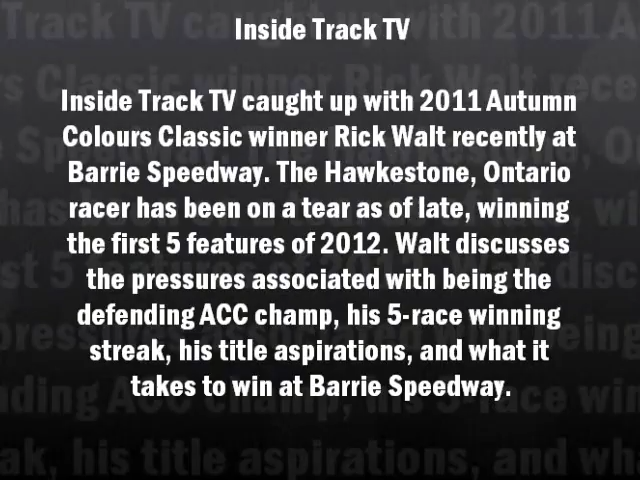 Inside Track TV
Inside Track TV caught up with 2011 Autumn
Colours Classic winner Rick Walt recently at
Barrie Speedway. The Hawkestone, Ontario
racer has been on a tear as of late, winning
the first 5 features of 2012. Walt discusses
the pressures associated with being the
defending ACC champ, his 5-race winning
streak, his title aspirations, and what it
takes to win at Barrie Speedway.